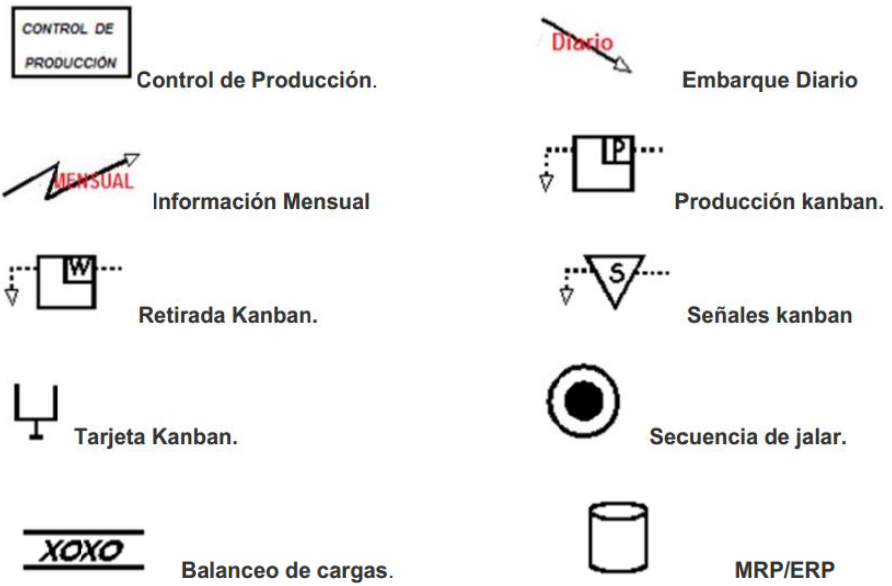 CONTROL DE
PRODUCCIÓN
Control de Producción.
Diario
Embarque Diario
MENSUAL
Información Mensual
P
Producción kanban.
W
Retirada Kanban.
S
Señales kanban
Tarjeta Kanban.
Secuencia de jalar.
XOXO
Balanceo de cargas.
MRP/ERP